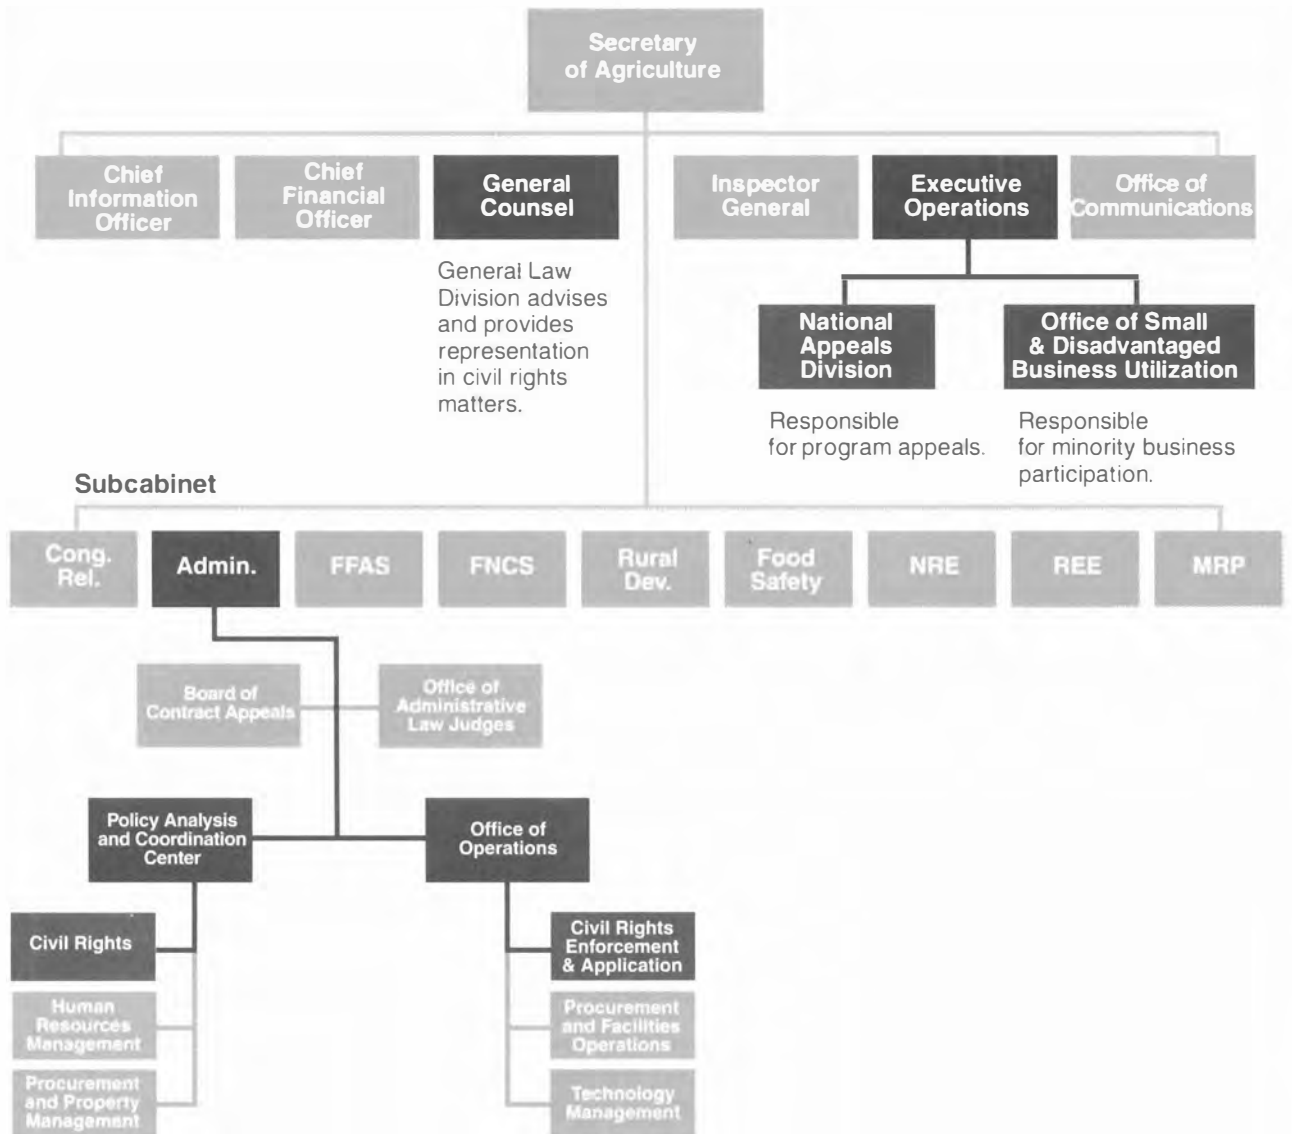 Secretary
of Agriculture
Chief
Information
Officer
Chief
Financial
Officer
General
Counsel
Inspector
General
Executive
Operations
Office of
Communications
General Law
Division advises
and provides
representation
in civil rights
matters.
National
Appeals
Division
Office of Small
& Disadvantaged
Business Utilization
Responsible
for program appeals.
Responsible
for minority business
participation.
Subcabinet
Cong.
Rel.
Admin.
FFAS
FNCS
Rural
Dev.
Food
Safety
NRE
REE
MRP
Board of
Contract Appeals
Office of
Administrative
Law Judges
Policy Analysis
and Coordination
Center
Office of
Operations
Civil Rights
Human
Resources
Management
Procurement
and Property
Management
Civil Rights
Enforcement
& Application
Procurement
and Facilities
Operations
Technology
Management